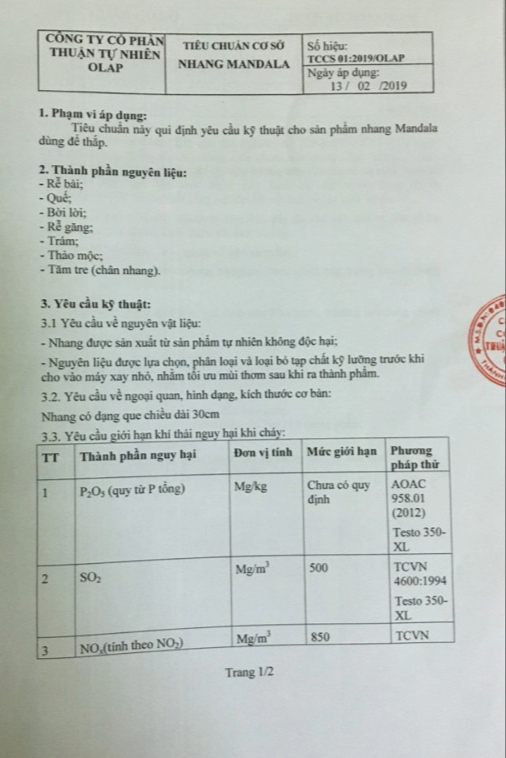 CÔNG TY CỔ PHẦN
THUẬN TỰ NHIÊN
OLAP
TIÊU CHUẨN CƠ SỞ
NHANG MANDALA
Số hiệu:
TCCS 01:2019/OLAP
Ngày áp dụng:
13 / 02 /2019
1. Phạm vi áp dụng:
Tiêu chuẩn này qui định yêu cầu kỹ thuật cho sản phẩm nhang Mandala
dùng để thắp.
2. Thành phần nguyên liệu:
- Rễ bài;
- Quế;
- Bời lời;
- Rễ găng;
- Trám;
- Thảo mộc;
- Tăm tre (chân nhang).
3. Yêu cầu kỹ thuật:
3.1 Yêu cầu về nguyên vật liệu:
- Nhang được sản xuất từ sản phẩm tự nhiên không độc hại;
- Nguyên liệu được lựa chọn, phân loại và loại bỏ tạp chất kỹ lưỡng trước khi
cho vào máy xay nhỏ, nhằm tối ưu mùi thơm sau khi ra thành phẩm.
3.2. Yêu cầu về ngoại quan, hình dạng, kích thước cơ bản:
Nhang có dạng que chiều dài 30cm
3.3. Yêu cầu giới hạn khí thải nguy hại khi cháy:
TT Thành phần nguy hại Đơn vị tính Mức giới hạn Phương
pháp thử
1 P₂O₅ (quy từ P tổng) Mg/kg Chưa có quy
định
AOAC
958.01
(2012)
Testo 350-
XL
2 SO₂ Mg/m³ 500 TCVN
4600:1994
Testo 350-
XL
3 NOₓ(tính theo NO₂) Mg/m³ 850 TCVN
Trang 1/2